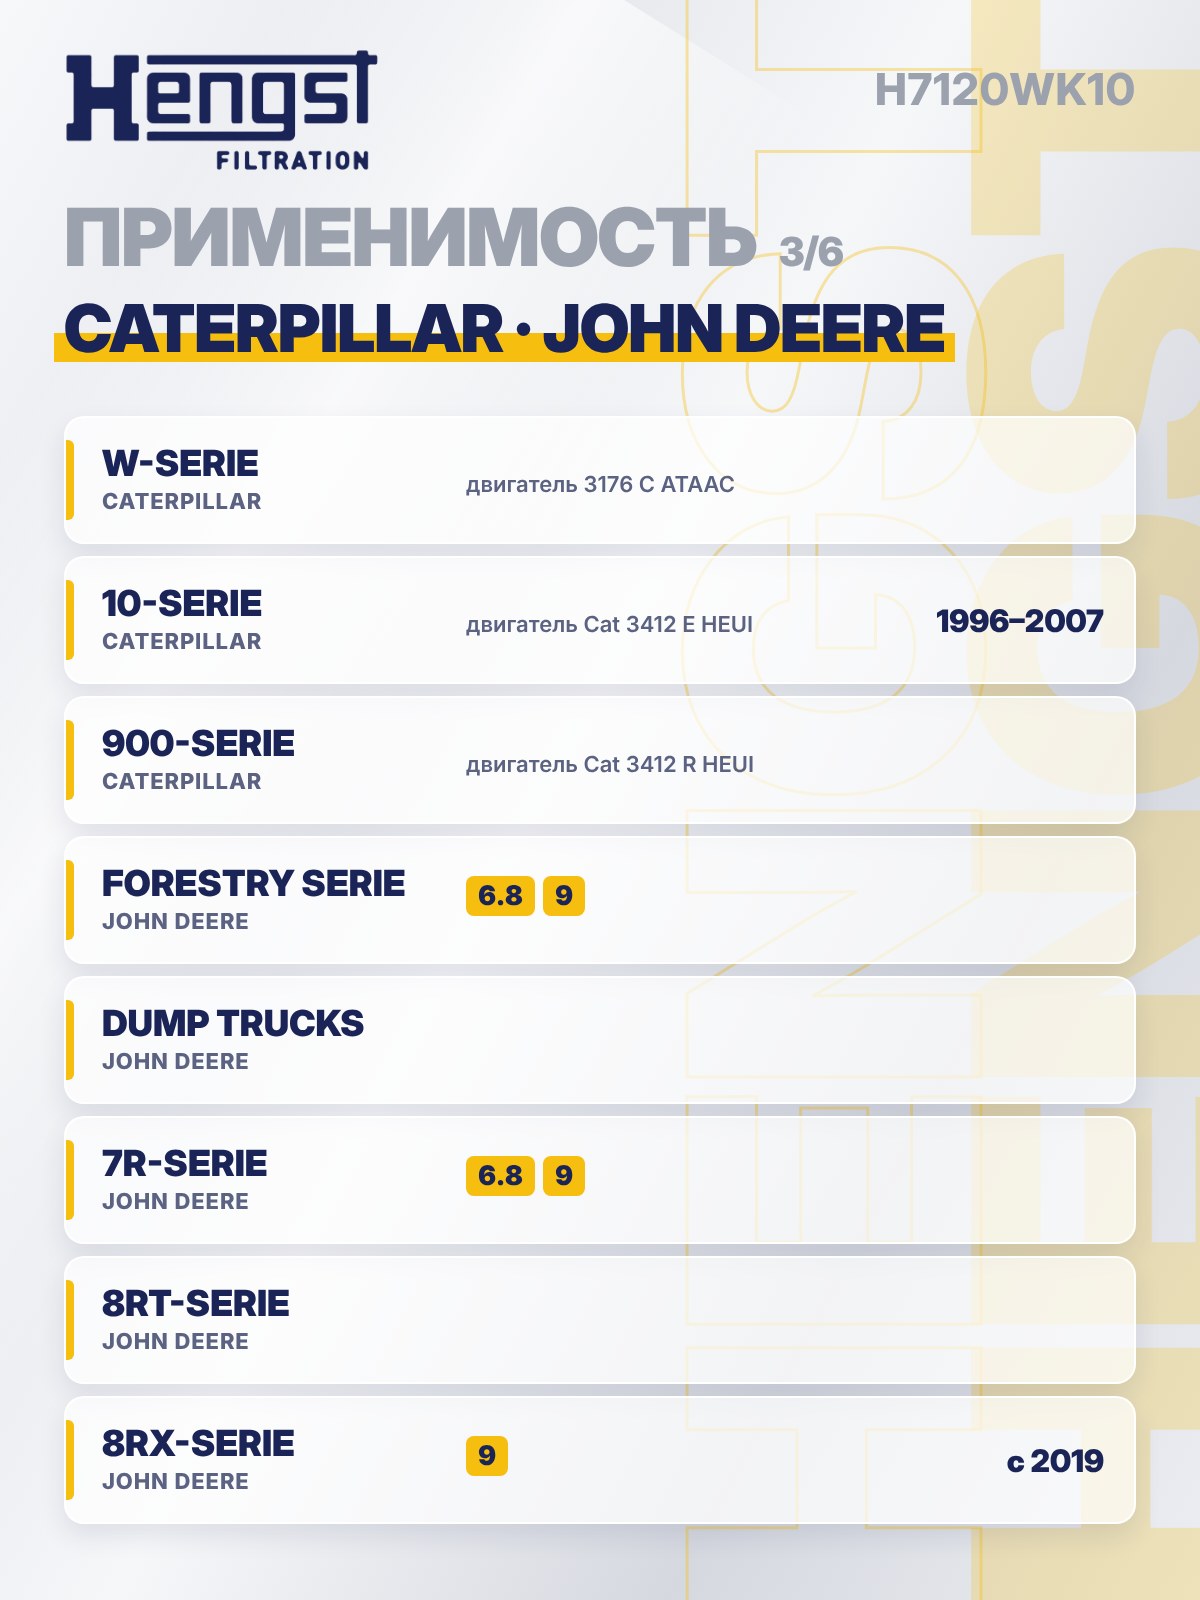 Hengst
FILTRATION
H7120WK10
ПРИМЕНИМОСТЬ 3/6
CATERPILLAR · JOHN DEERE
W-SERIE
CATERPILLAR
двигатель 3176 C ATAAC
10-SERIE
CATERPILLAR
двигатель Cat 3412 E HEUI
1996–2007
900-SERIE
CATERPILLAR
двигатель Cat 3412 R HEUI
FORESTRY SERIE
JOHN DEERE
6.8 9
DUMP TRUCKS
JOHN DEERE
7R-SERIE
JOHN DEERE
6.8 9
8RT-SERIE
JOHN DEERE
8RX-SERIE
JOHN DEERE
9
с 2019
HENGST
HENGST